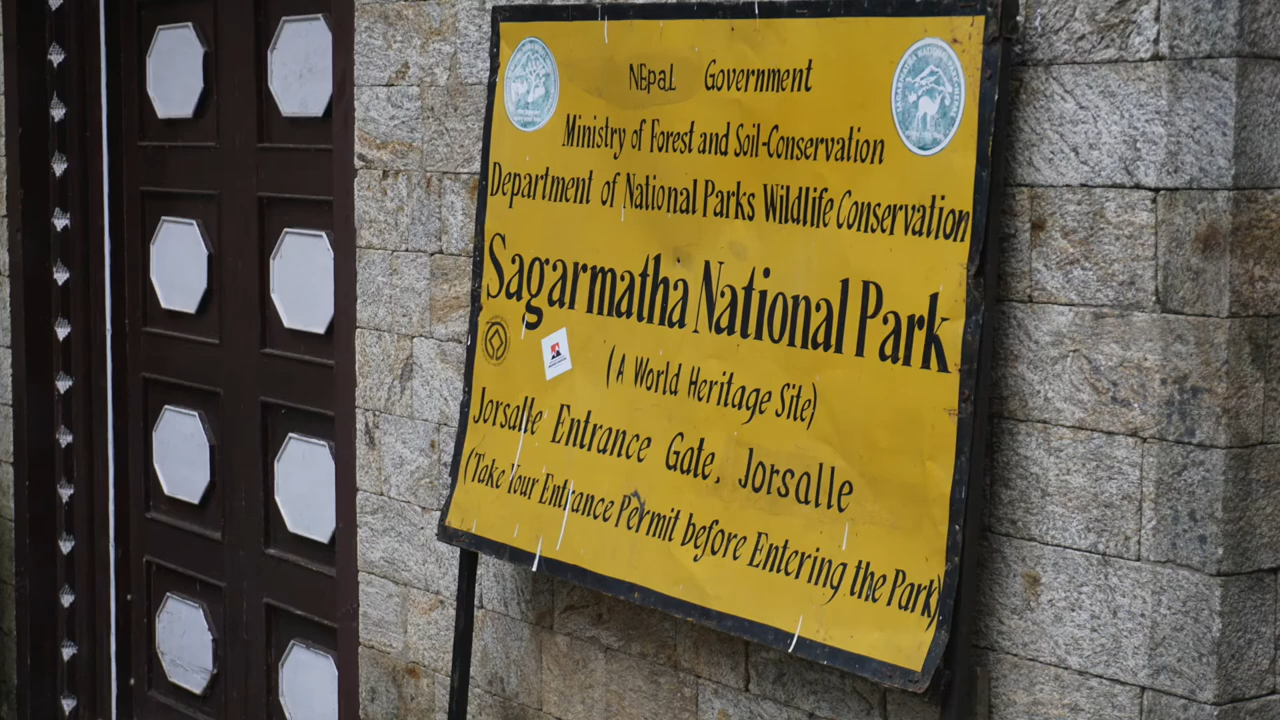 NEpaL Government
Ministry of Forest and Soil-Conservation
Department of National Parks Wildlife Conservation
Sagarmatha National Park
(A World Heritage Site)
Jorsalle Entrance Gate, Jorsalle
(Take Your Entrance Permit before Entering the Park)